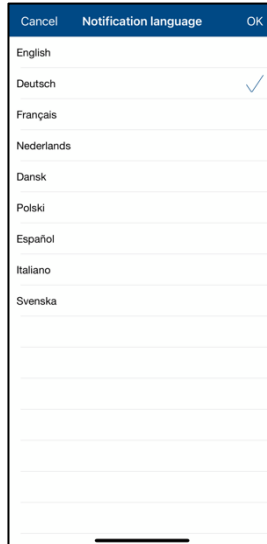 Cancel Notification language OK
English
Deutsch
Français
Nederlands
Dansk
Polski
Español
Italiano
Svenska